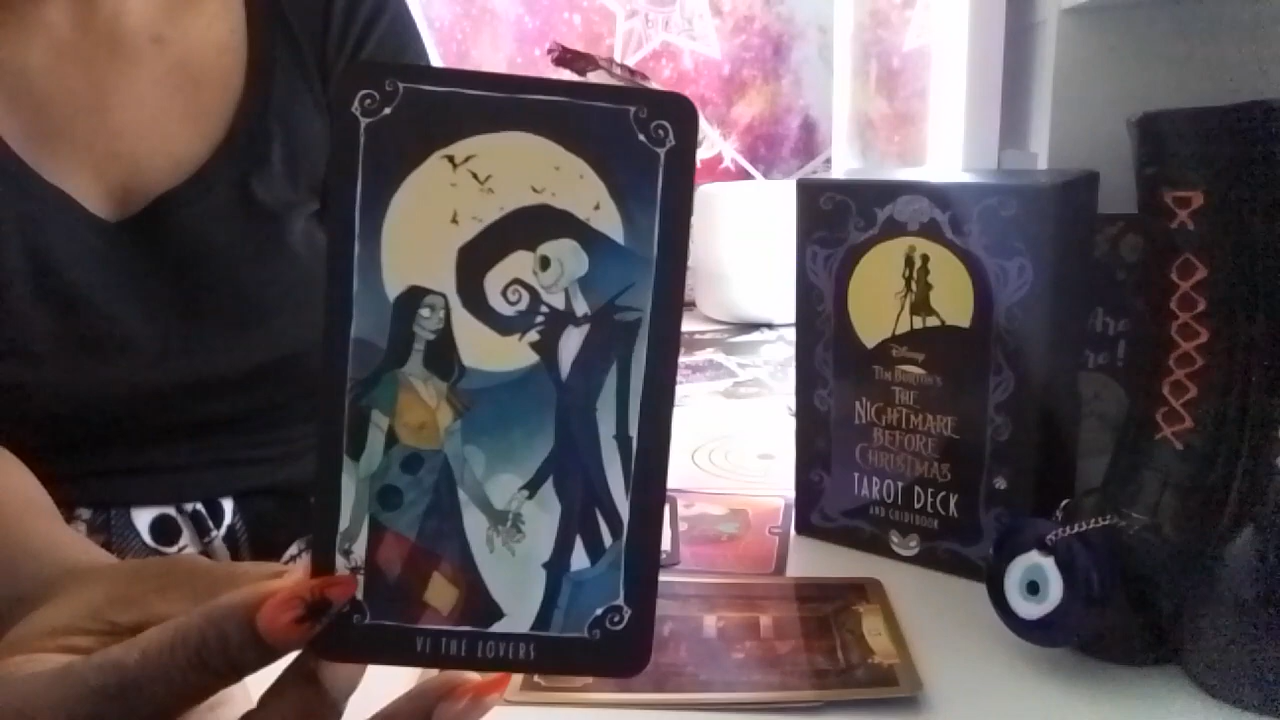 VI THE LOVERS
Disney
TIM BURTON'S
THE
NIGHTMARE
BEFORE
CHRISTMAS
TAROT DECK
AND GUIDEBOOK